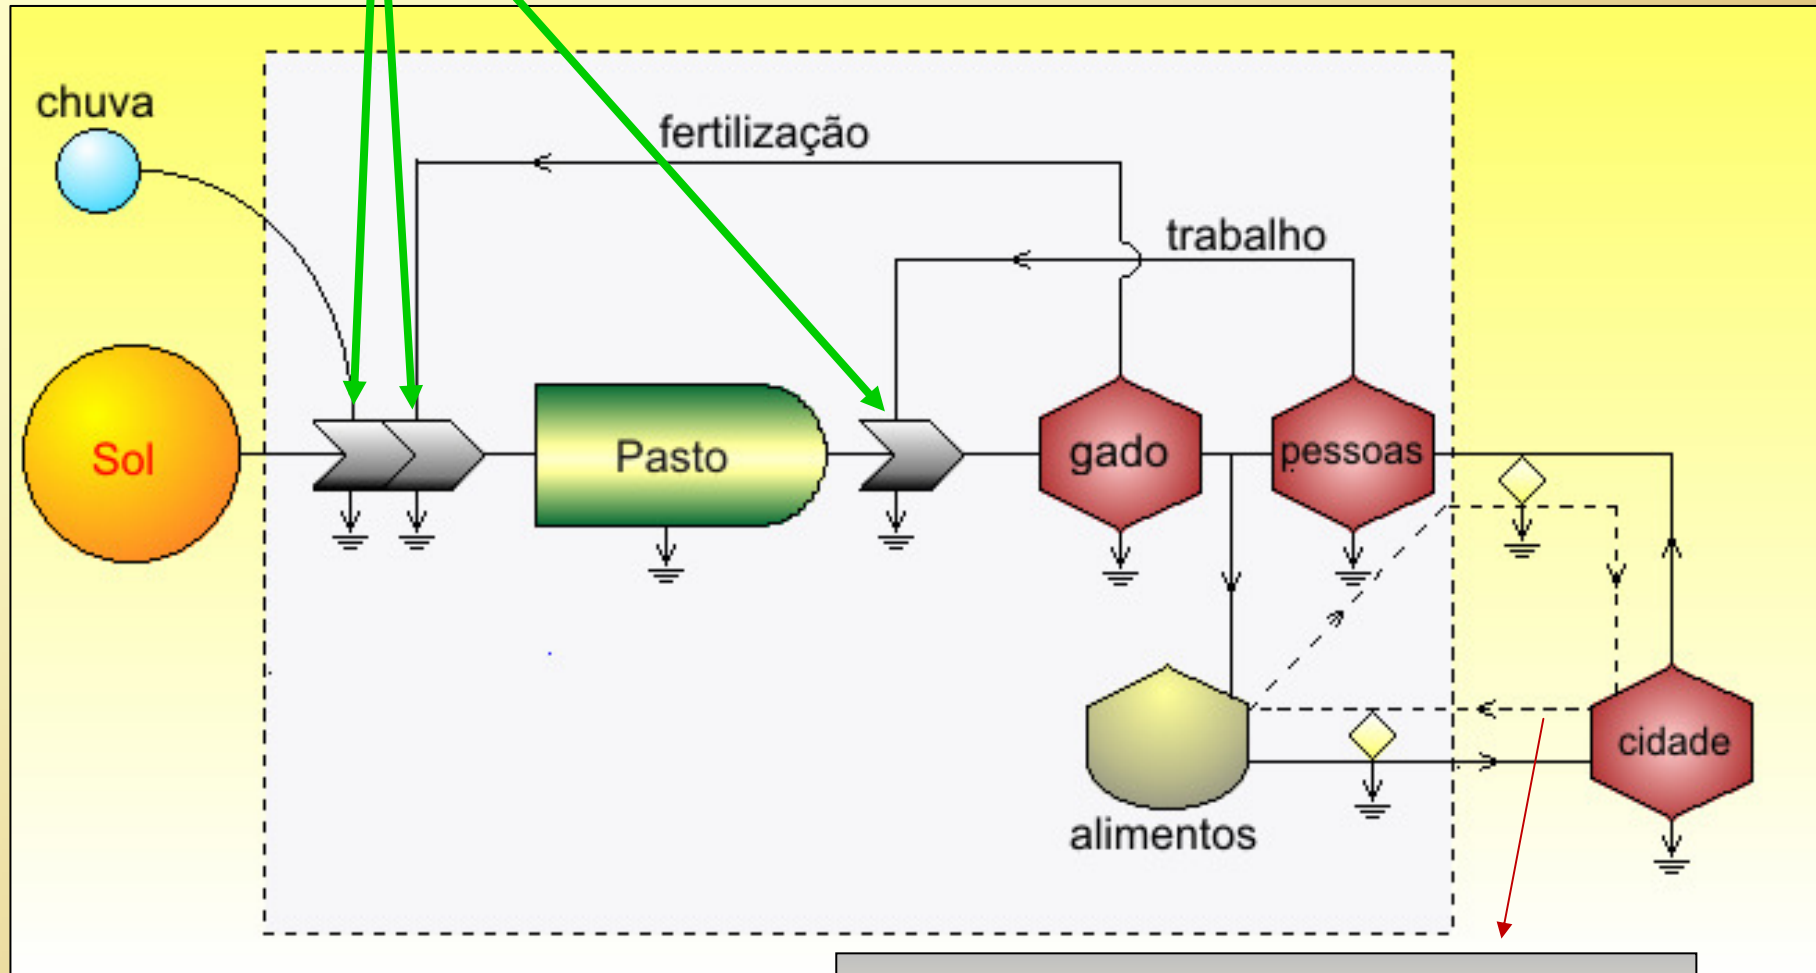 chuva
fertilização
trabalho
Sol
Pasto
gado
pessoas
cidade
alimentos